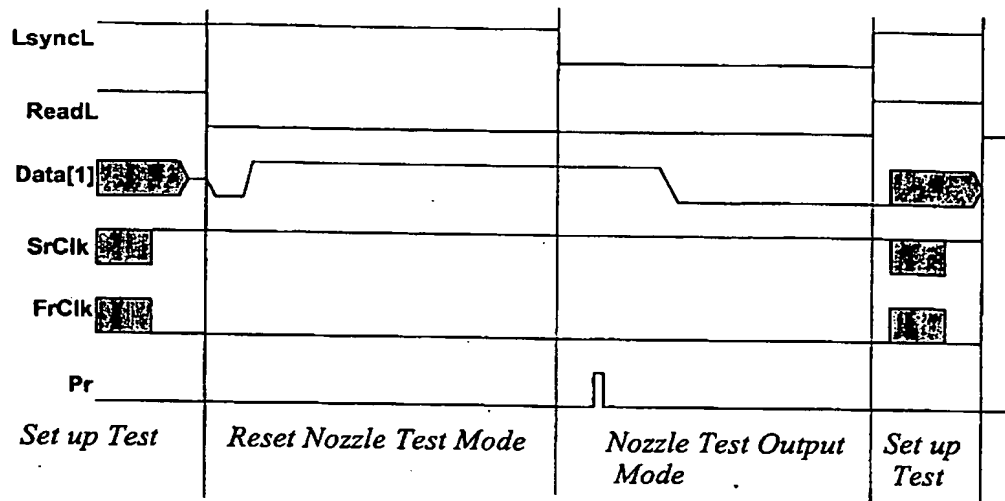 LsyncL
ReadL
Data[1]
SrClk
FrClk
Pr
Set up Test
Reset Nozzle Test Mode
Nozzle Test Output
Mode
Set up
Test